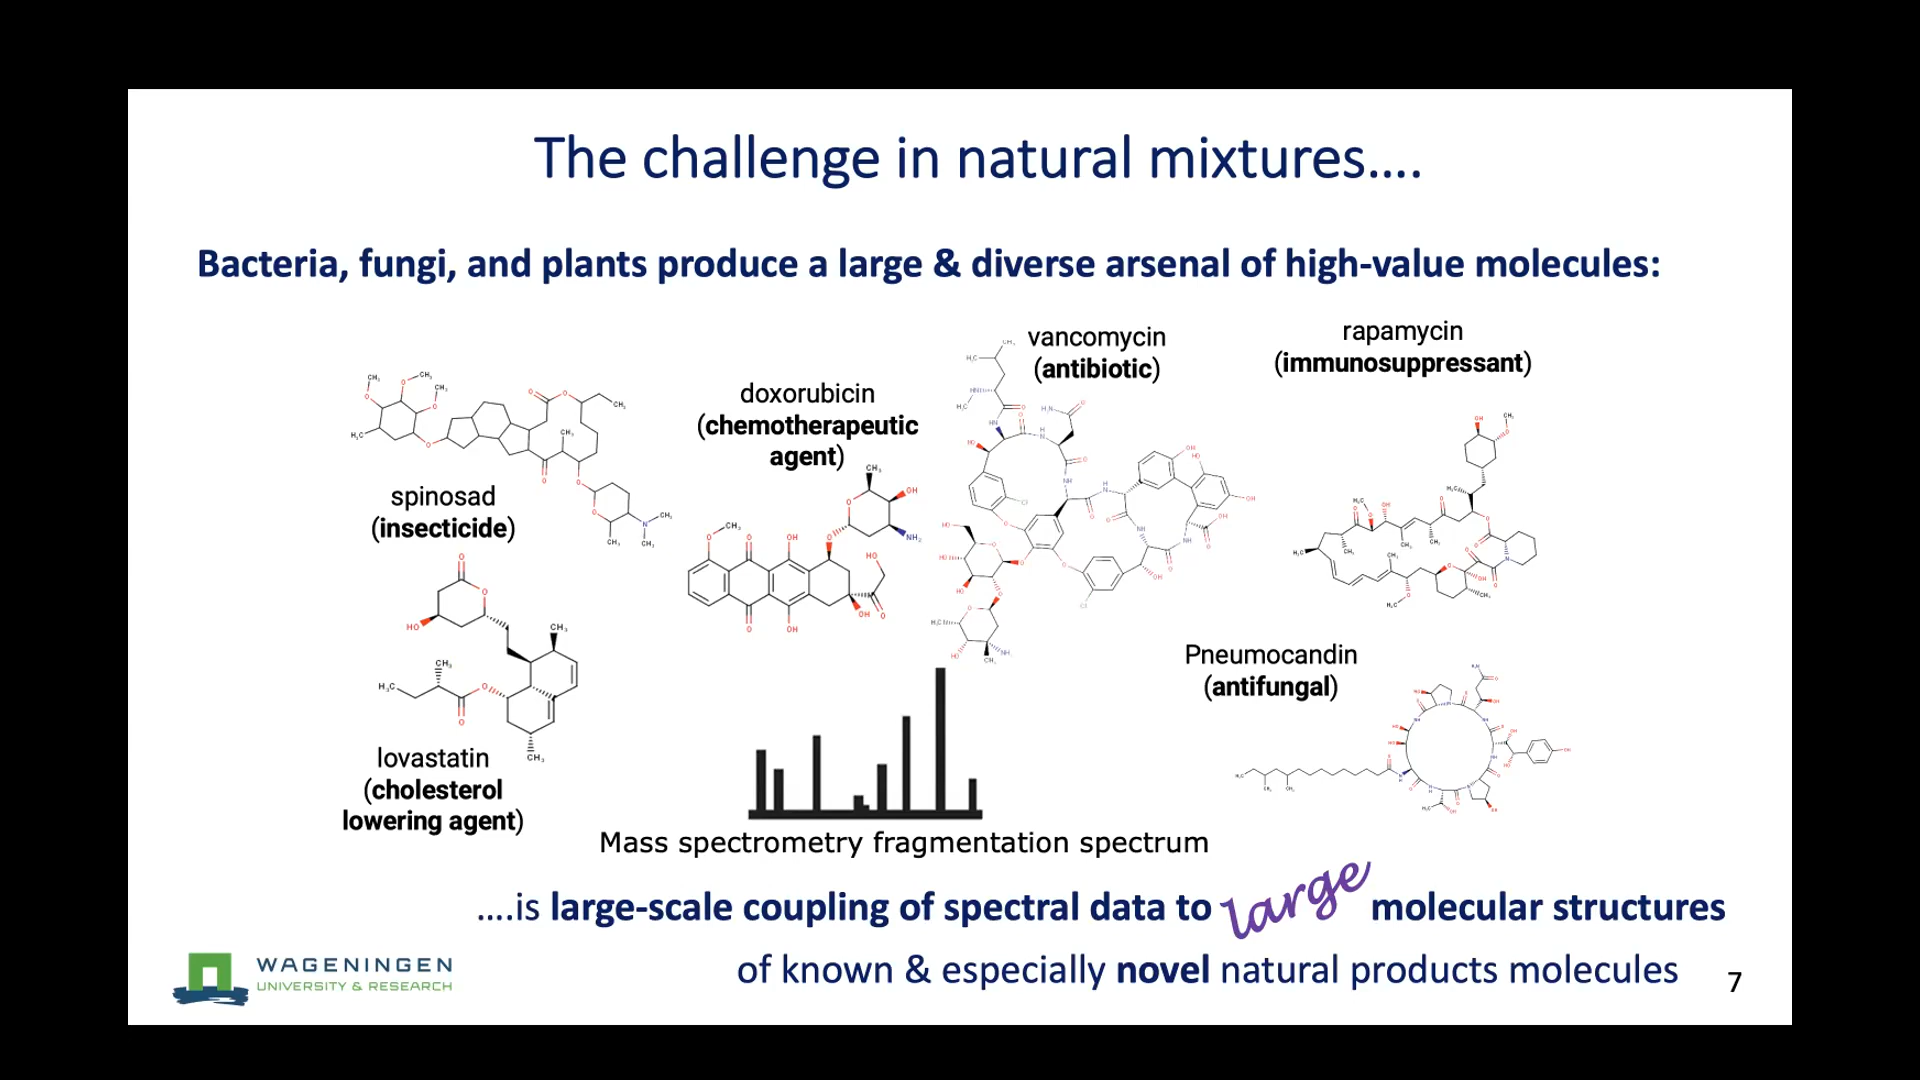 The challenge in natural mixtures....
Bacteria, fungi, and plants produce a large & diverse arsenal of high-value molecules:
spinosad
(insecticide)
doxorubicin
(chemotherapeutic
agent)
vancomycin
(antibiotic)
rapamycin
(immunosuppressant)
lovastatin
(cholesterol
lowering agent)
Pneumocandin
(antifungal)
Mass spectrometry fragmentation spectrum
....is large-scale coupling of spectral data to large molecular structures
of known & especially novel natural products molecules
WAGENINGEN
UNIVERSITY & RESEARCH
7